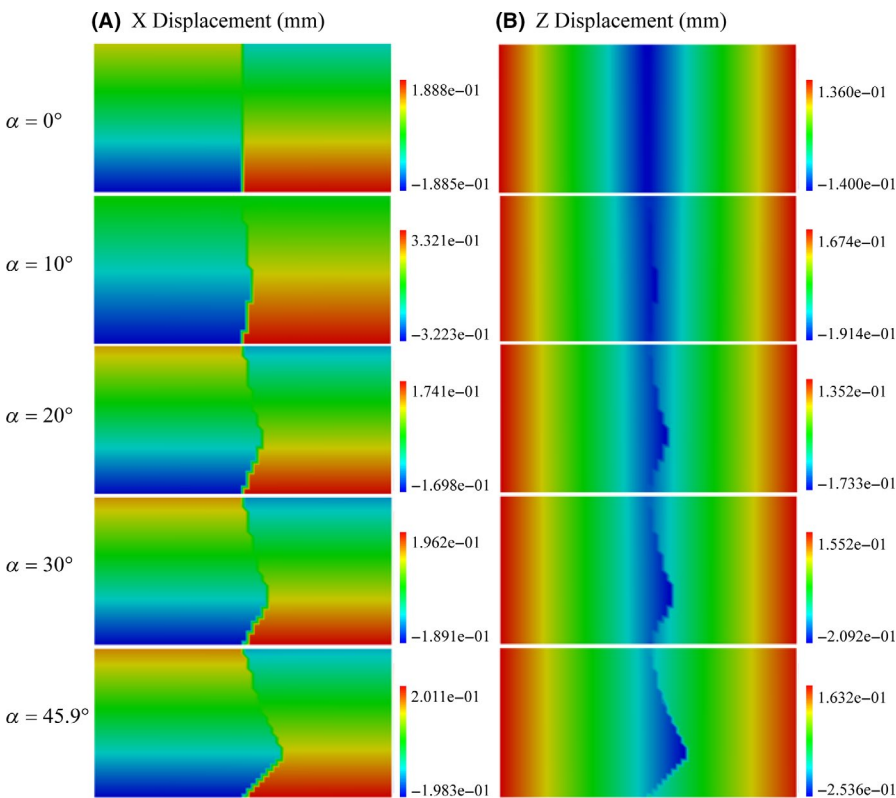 (A) X Displacement (mm)
(B) Z Displacement (mm)
α = 0°
1.888e−01
−1.885e−01
1.360e−01
−1.400e−01
α = 10°
3.321e−01
−3.223e−01
1.674e−01
−1.914e−01
α = 20°
1.741e−01
−1.698e−01
1.352e−01
−1.733e−01
α = 30°
1.962e−01
−1.891e−01
1.552e−01
−2.092e−01
α = 45.9°
2.011e−01
−1.983e−01
1.632e−01
−2.536e−01